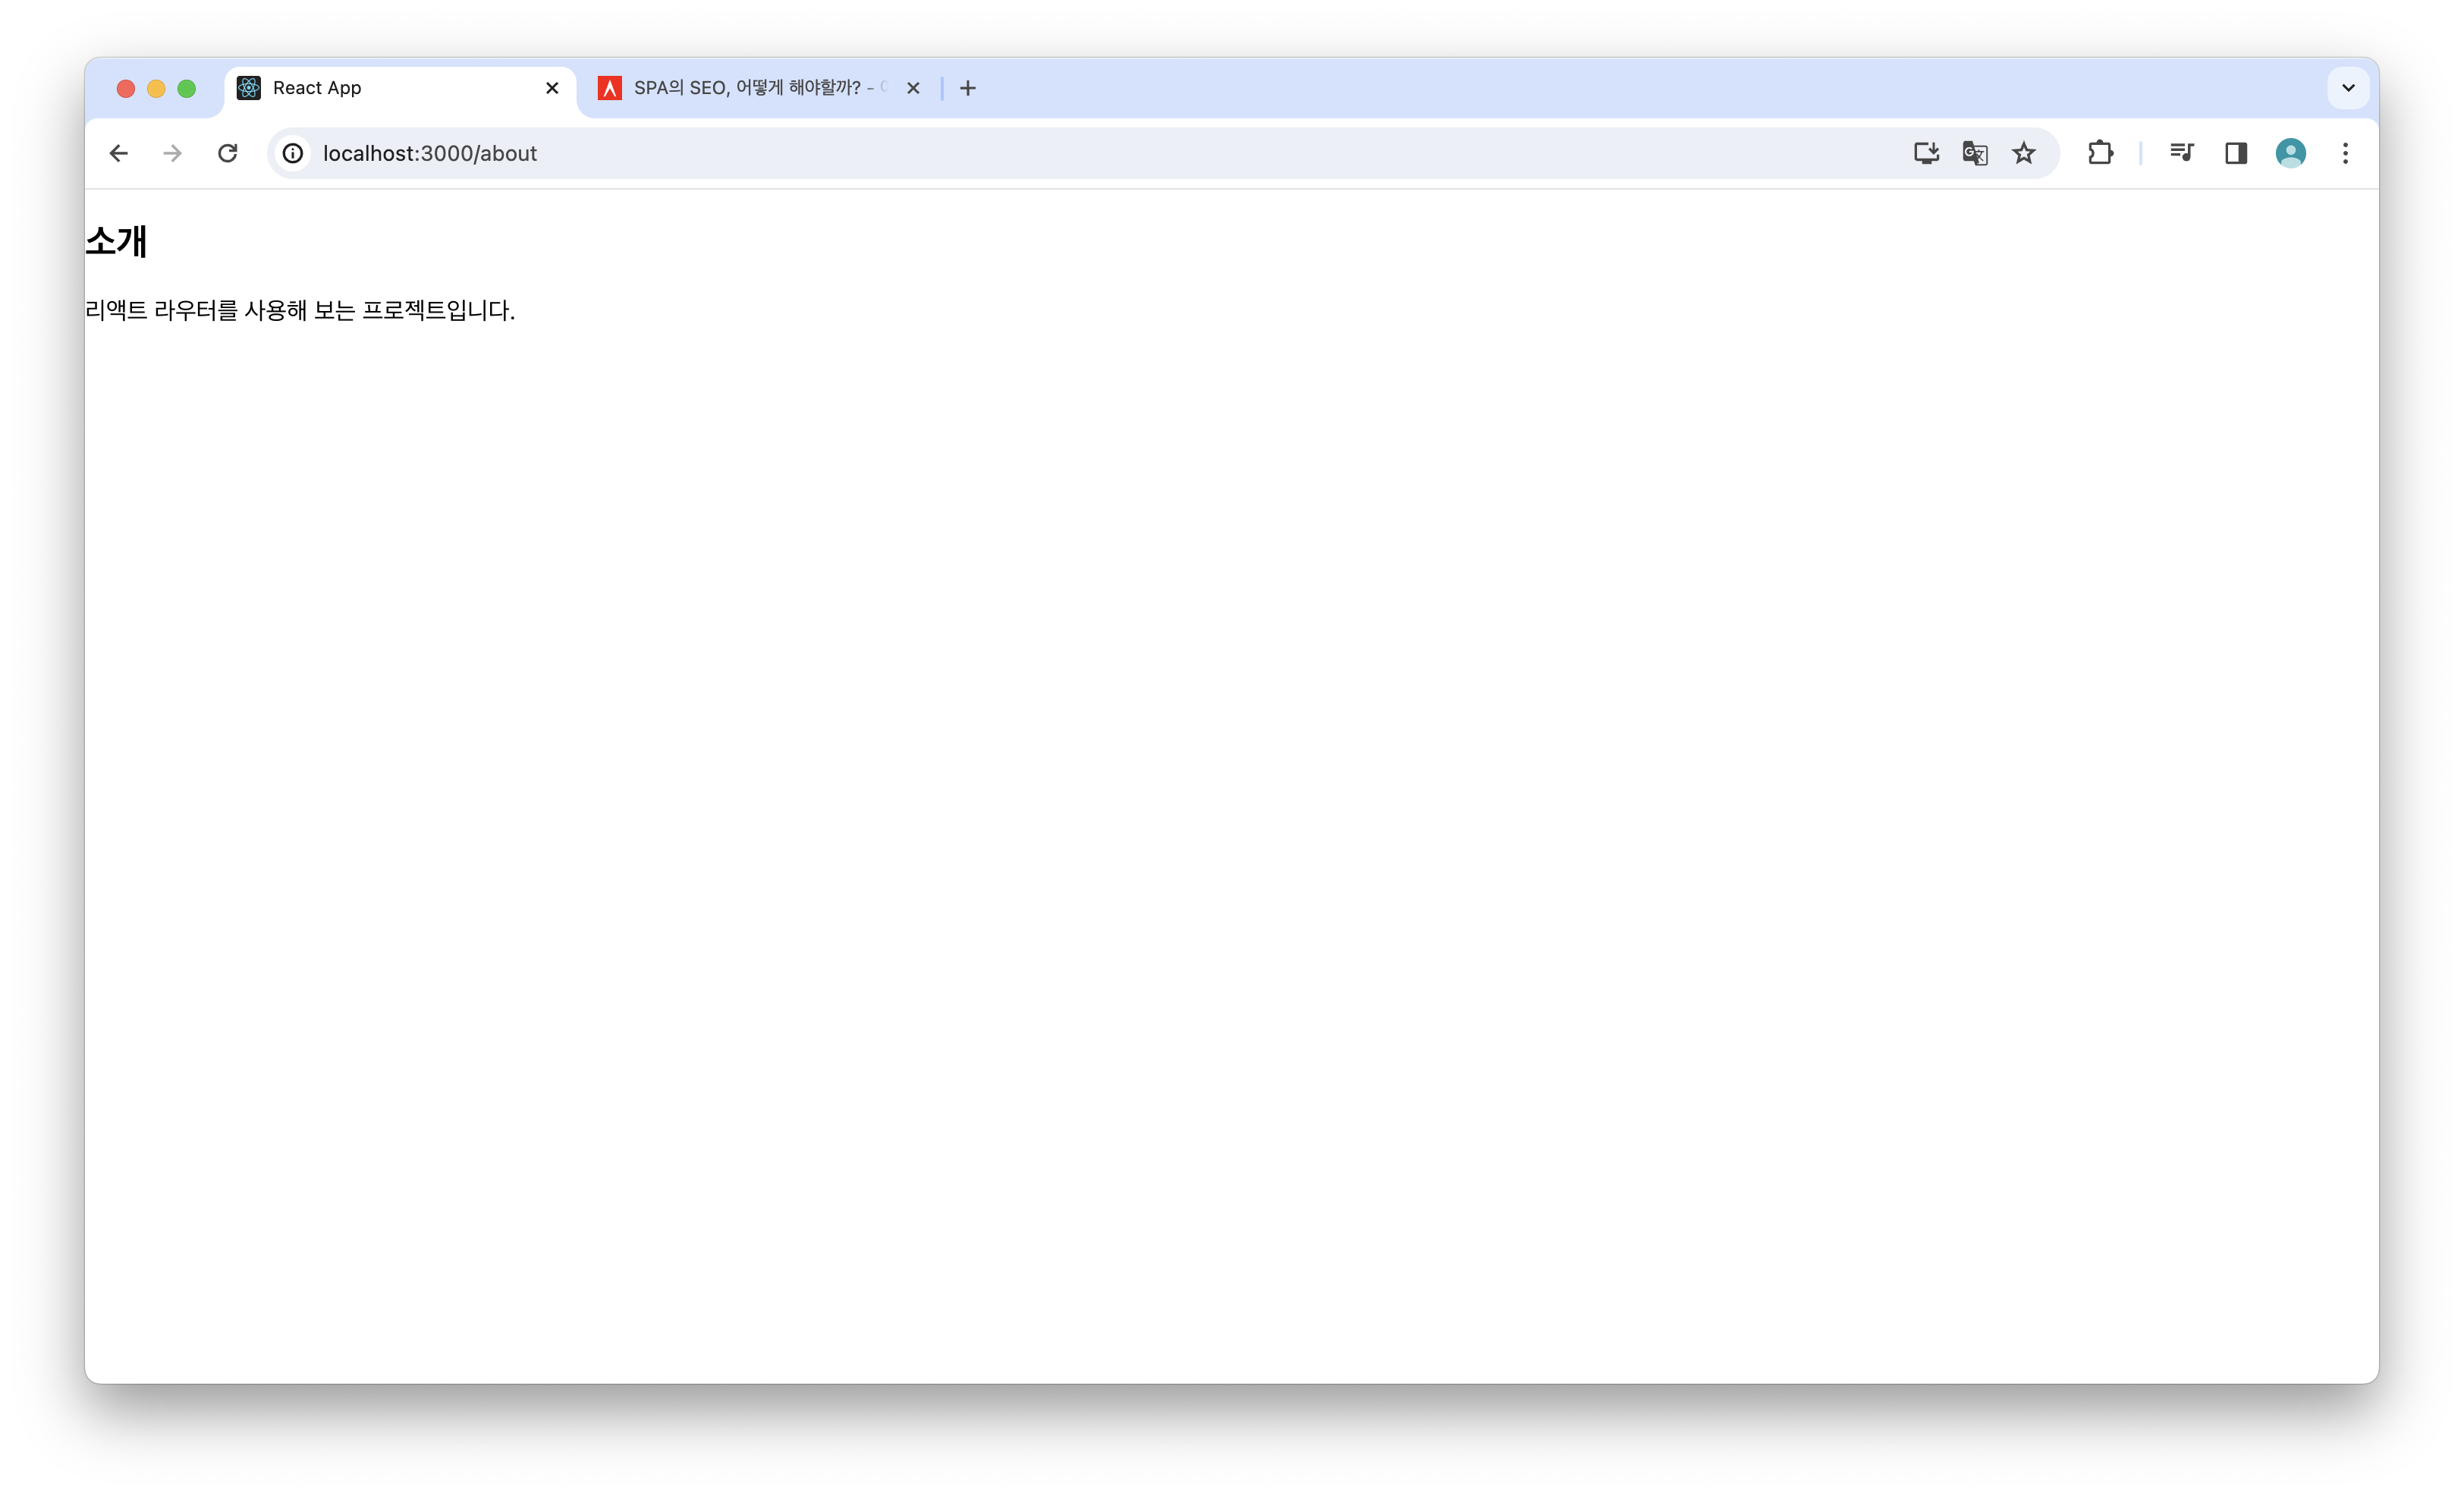 React App
SPA의 SEO, 어떻게 해야할까? -
localhost:3000/about
소개
리액트 라우터를 사용해 보는 프로젝트입니다.